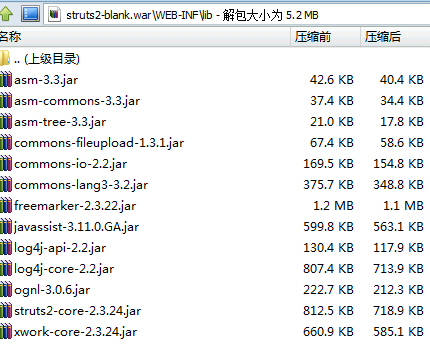 struts2-blank.war\WEB-INF\lib - 解包大小为 5.2 MB
名称 压缩前 压缩后
.. (上级目录)
asm-3.3.jar 42.6 KB 40.4 KB
asm-commons-3.3.jar 37.4 KB 34.4 KB
asm-tree-3.3.jar 21.0 KB 17.8 KB
commons-fileupload-1.3.1.jar 67.4 KB 58.6 KB
commons-io-2.2.jar 169.5 KB 154.8 KB
commons-lang3-3.2.jar 375.7 KB 348.8 KB
freemarker-2.3.22.jar 1.2 MB 1.1 MB
javassist-3.11.0.GA.jar 599.8 KB 563.1 KB
log4j-api-2.2.jar 130.4 KB 117.9 KB
log4j-core-2.2.jar 807.4 KB 713.9 KB
ognl-3.0.6.jar 222.7 KB 212.3 KB
struts2-core-2.3.24.jar 812.5 KB 718.9 KB
xwork-core-2.3.24.jar 660.9 KB 585.1 KB